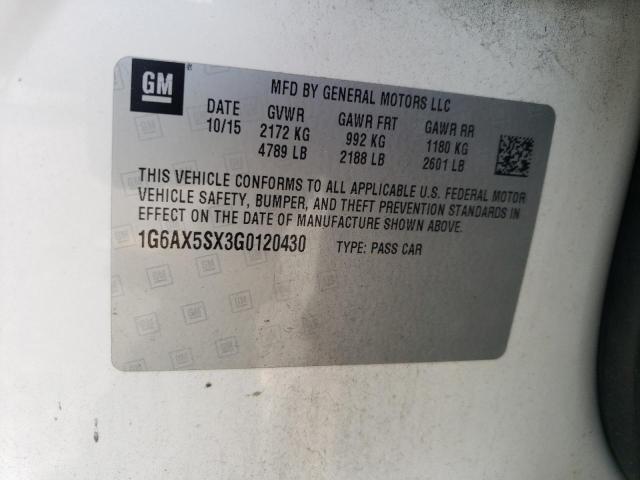 GM
MFD BY GENERAL MOTORS LLC
DATE GVWR GAWR FRT GAWR RR
10/15 2172 KG 992 KG 1180 KG
4789 LB 2188 LB 2601 LB
THIS VEHICLE CONFORMS TO ALL APPLICABLE U.S. FEDERAL MOTOR
VEHICLE SAFETY, BUMPER, AND THEFT PREVENTION STANDARDS IN
EFFECT ON THE DATE OF MANUFACTURE SHOWN ABOVE.
1G6AX5SX3G0120430 TYPE: PASS CAR